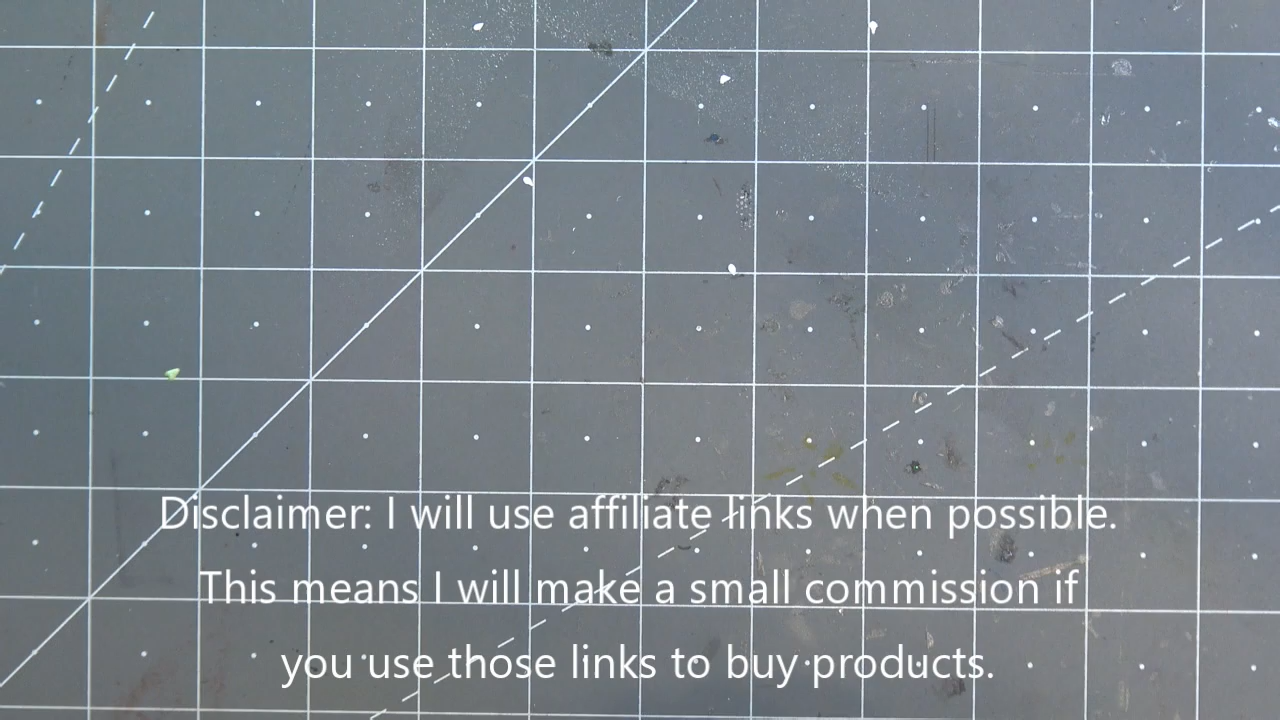 Disclaimer: I will use affiliate links when possible.
This means I will make a small commission if
you use those links to buy products.